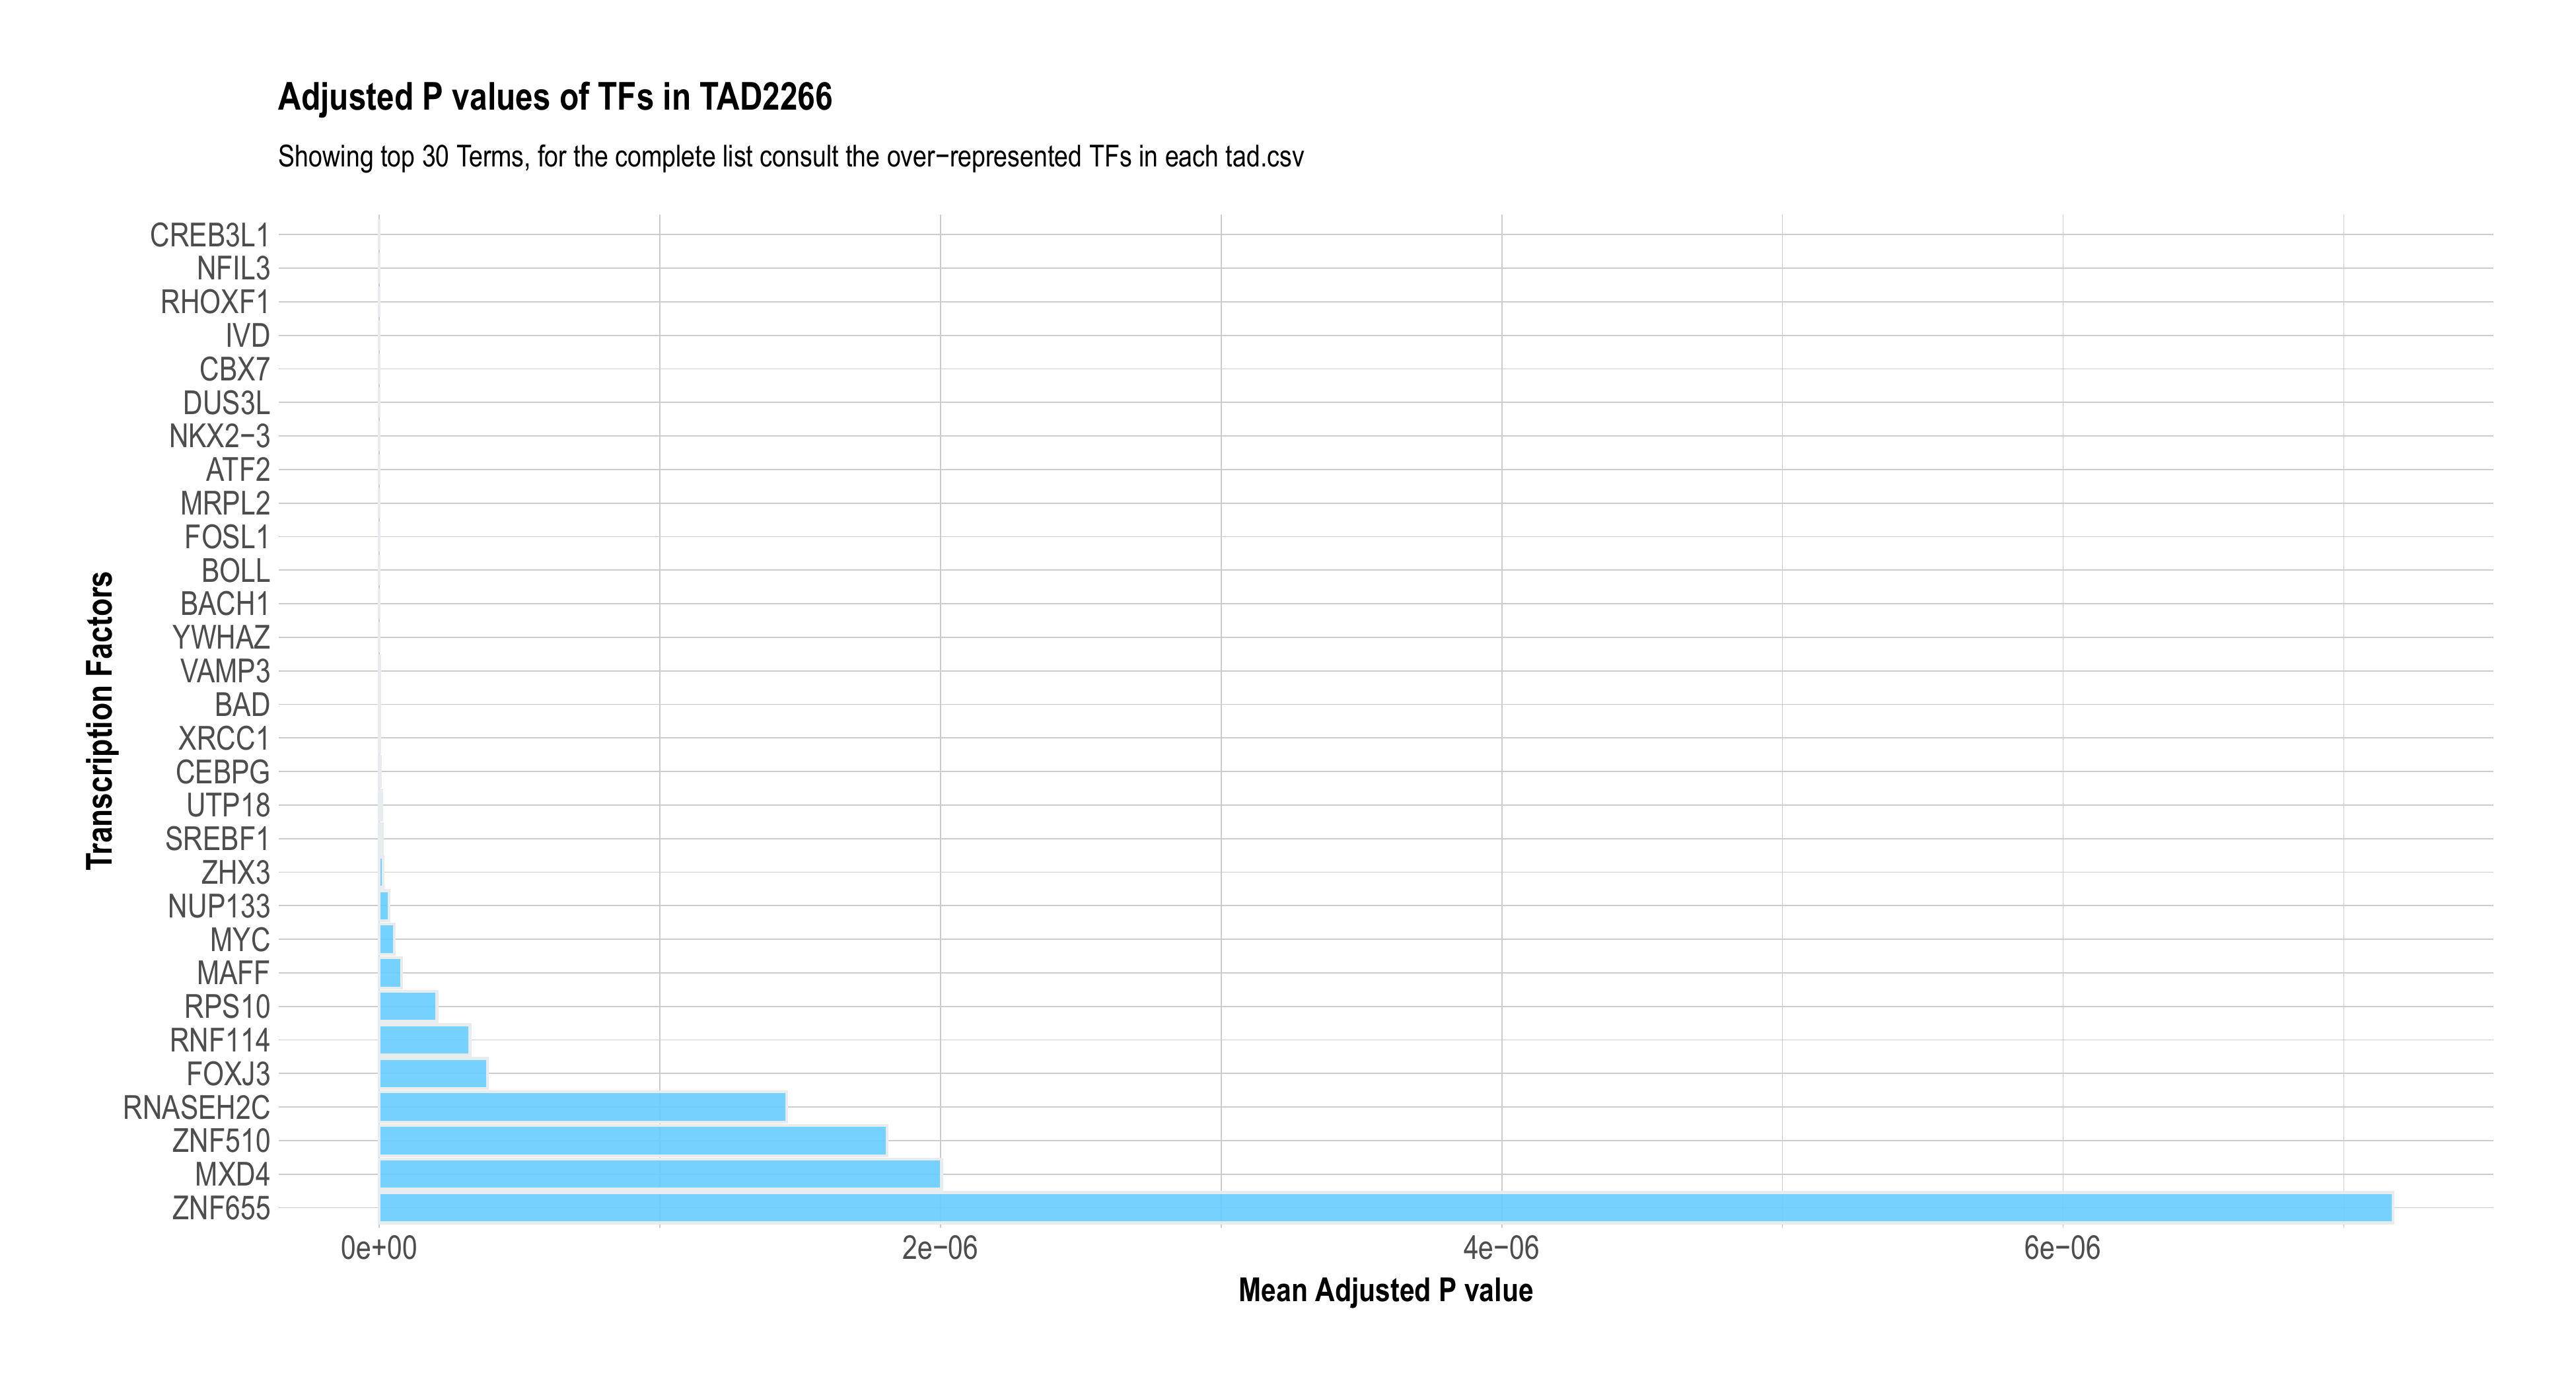 Adjusted P values of TFs in TAD2266
Showing top 30 Terms, for the complete list consult the over−represented TFs in each tad.csv
Transcription Factors
CREB3L1
NFIL3
RHOXF1
IVD
CBX7
DUS3L
NKX2−3
ATF2
MRPL2
FOSL1
BOLL
BACH1
YWHAZ
VAMP3
BAD
XRCC1
CEBPG
UTP18
SREBF1
ZHX3
NUP133
MYC
MAFF
RPS10
RNF114
FOXJ3
RNASEH2C
ZNF510
MXD4
ZNF655
0e+00 2e−06 4e−06 6e−06
Mean Adjusted P value